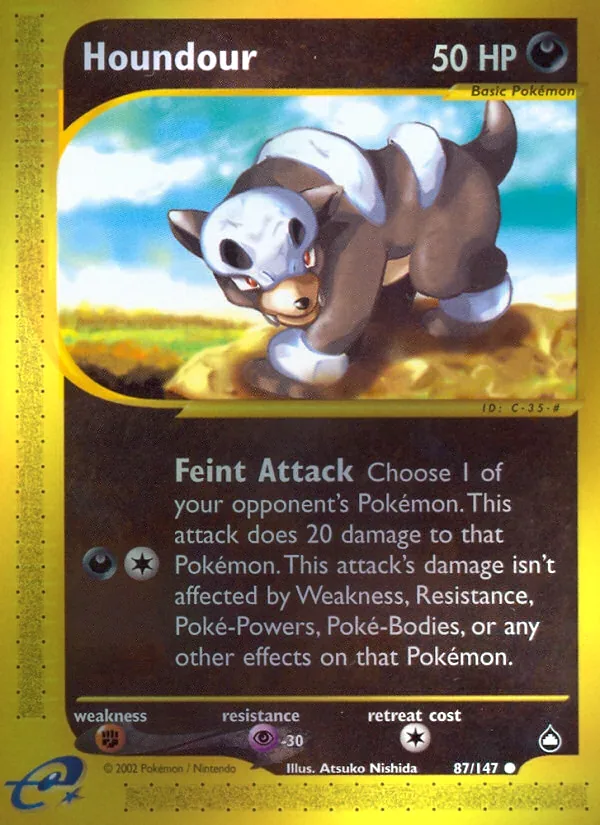 Houndour 50 HP
Basic Pokémon
ID: C-35-#
Feint Attack Choose 1 of
your opponent's Pokémon. This
attack does 20 damage to that
Pokémon. This attack's damage isn't
affected by Weakness, Resistance,
Poké-Powers, Poké-Bodies, or any
other effects on that Pokémon.
weakness resistance retreat cost
-30
© 2002 Pokémon / Nintendo Illus. Atsuko Nishida 87/147
e